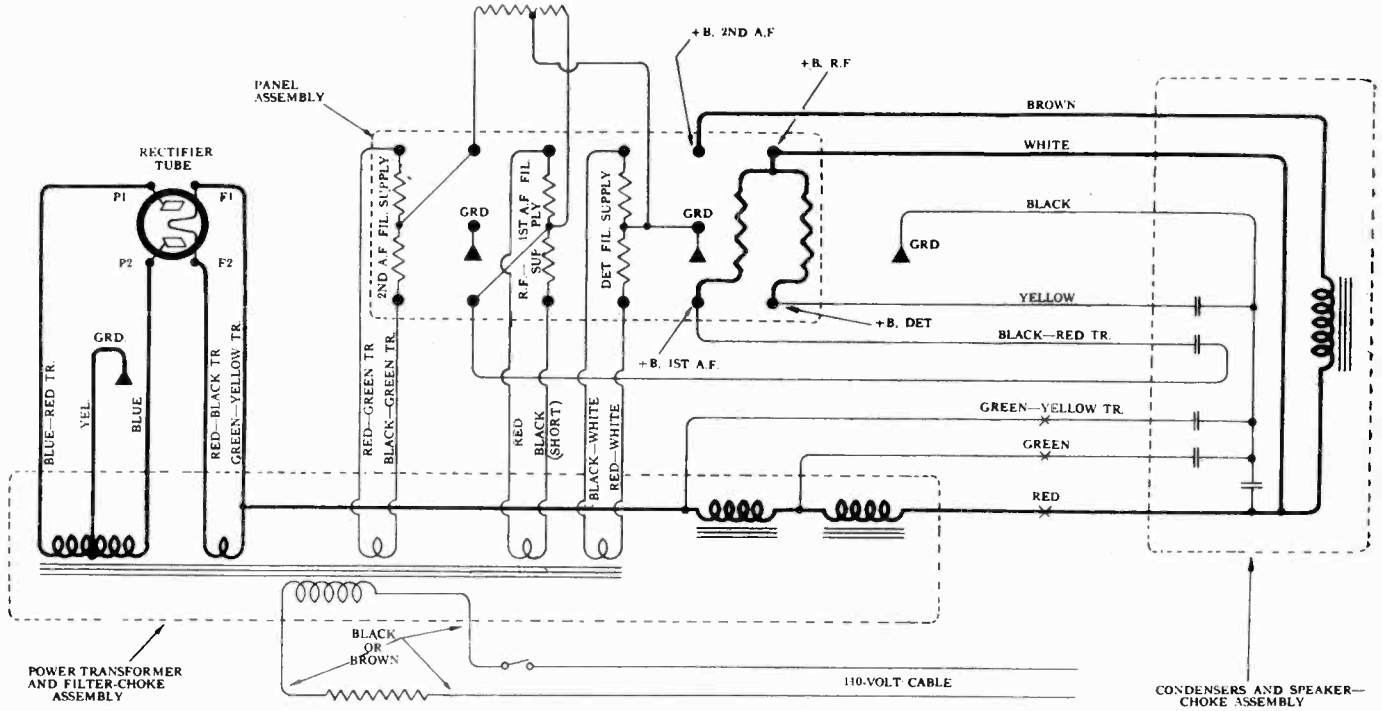 +B. 2ND A.F
+B. R.F
PANEL
ASSEMBLY
BROWN
RECTIFIER
TUBE
WHITE
P1
F1
P2
F2
2ND A.F FIL. SUPPLY
GRD
R.F— 1ST A.F FIL.
SUPPLY
DET FIL. SUPPLY
GRD
BLACK
GRD
YELLOW
+B. DET
BLACK—RED TR.
+B. 1ST A.F.
GRD
BLUE—RED TR.
YEL.
BLUE
RED—BLACK TR
GREEN—YELLOW TR.
RED—GREEN TR
BLACK—GREEN TR.
RED
BLACK
(SHORT)
BLACK—WHITE
RED—WHITE
GREEN—YELLOW TR.
GREEN
RED
BLACK
OR
BROWN
110-VOLT CABLE
POWER TRANSFORMER
AND FILTER-CHOKE
ASSEMBLY
CONDENSERS AND SPEAKER—
CHOKE ASSEMBLY